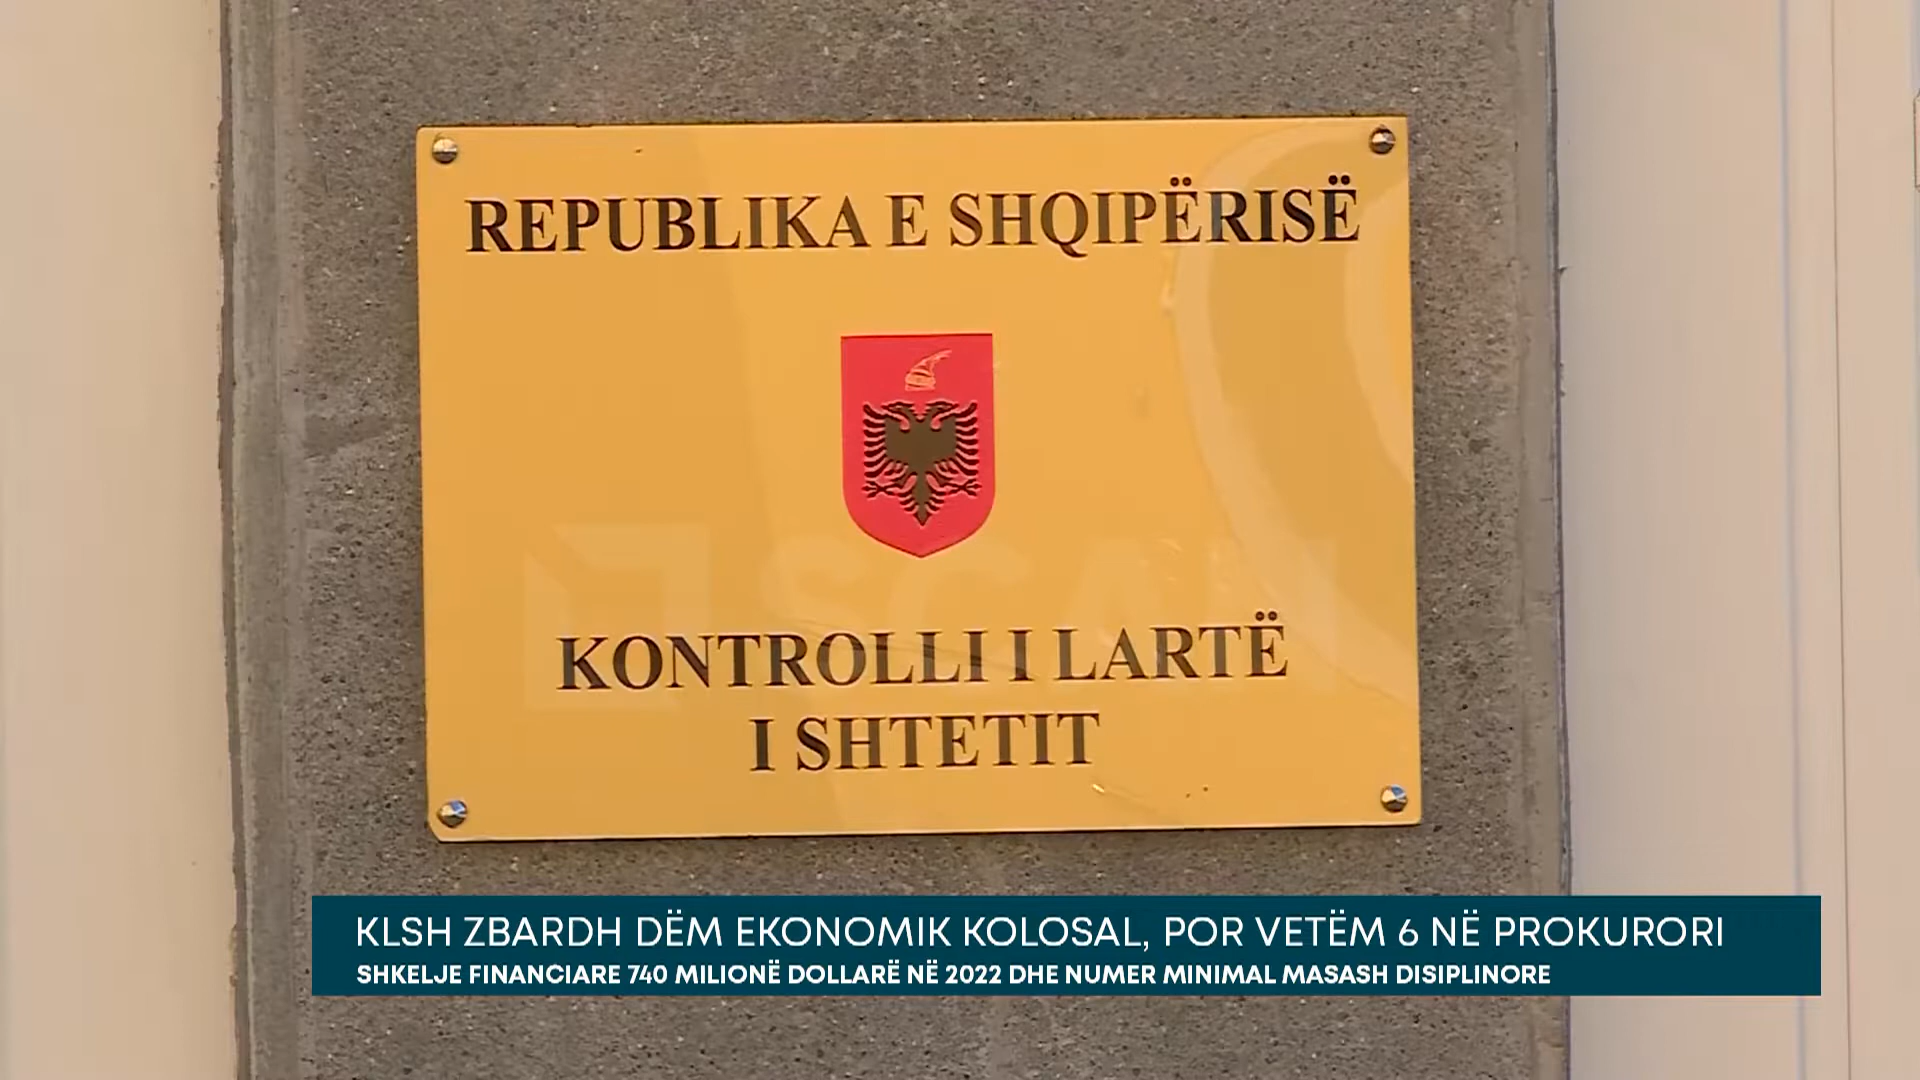 REPUBLIKA E SHQIPËRISË
SCAN
KONTROLLI I LARTË
I SHTETIT
KLSH ZBARDH DËM EKONOMIK KOLOSAL, POR VETËM 6 NË PROKURORI
SHKELJE FINANCIARE 740 MILIONË DOLLARË NË 2022 DHE NUMER MINIMAL MASASH DISIPLINORE